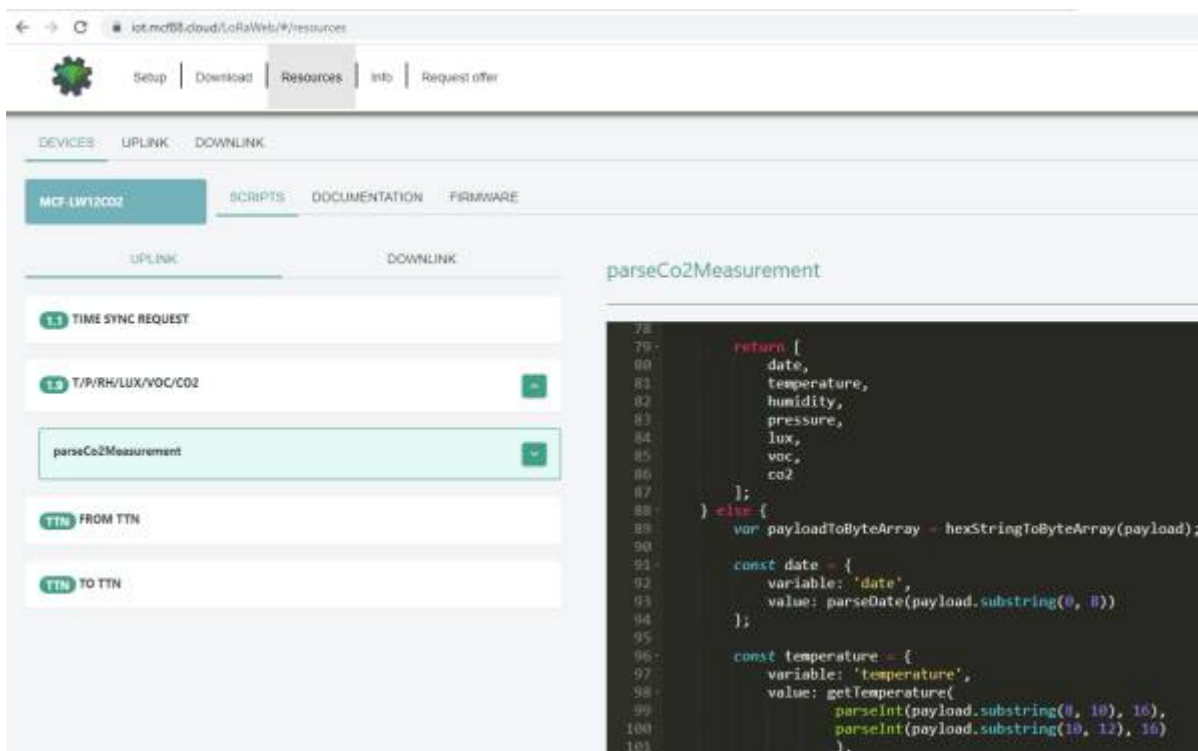 iot.mcf88.cloud/LoRaWeb/#/resources
Setup Download Resources Info Request offer
DEVICES UPLINK DOWNLINK
MCF-LW12CO2 SCRIPTS DOCUMENTATION FIRMWARE
UPLINK DOWNLINK
1.1 TIME SYNC REQUEST
1.9 T/P/RH/LUX/VOC/CO2
parseCo2Measurement
TTN FROM TTN
TTN TO TTN
parseCo2Measurement
78
79 return [
80 date,
81 temperature,
82 humidity,
83 pressure,
84 lux,
85 voc,
86 co2
87 ];
88 } else {
89 var payloadToByteArray = hexStringToByteArray(payload);
90
91 const date = {
92 variable: 'date',
93 value: parseDate(payload.substring(0, 8))
94 };
95
96 const temperature = {
97 variable: 'temperature',
98 value: getTemperature(
99 parseInt(payload.substring(8, 10), 16),
100 parseInt(payload.substring(10, 12), 16)
101 ),